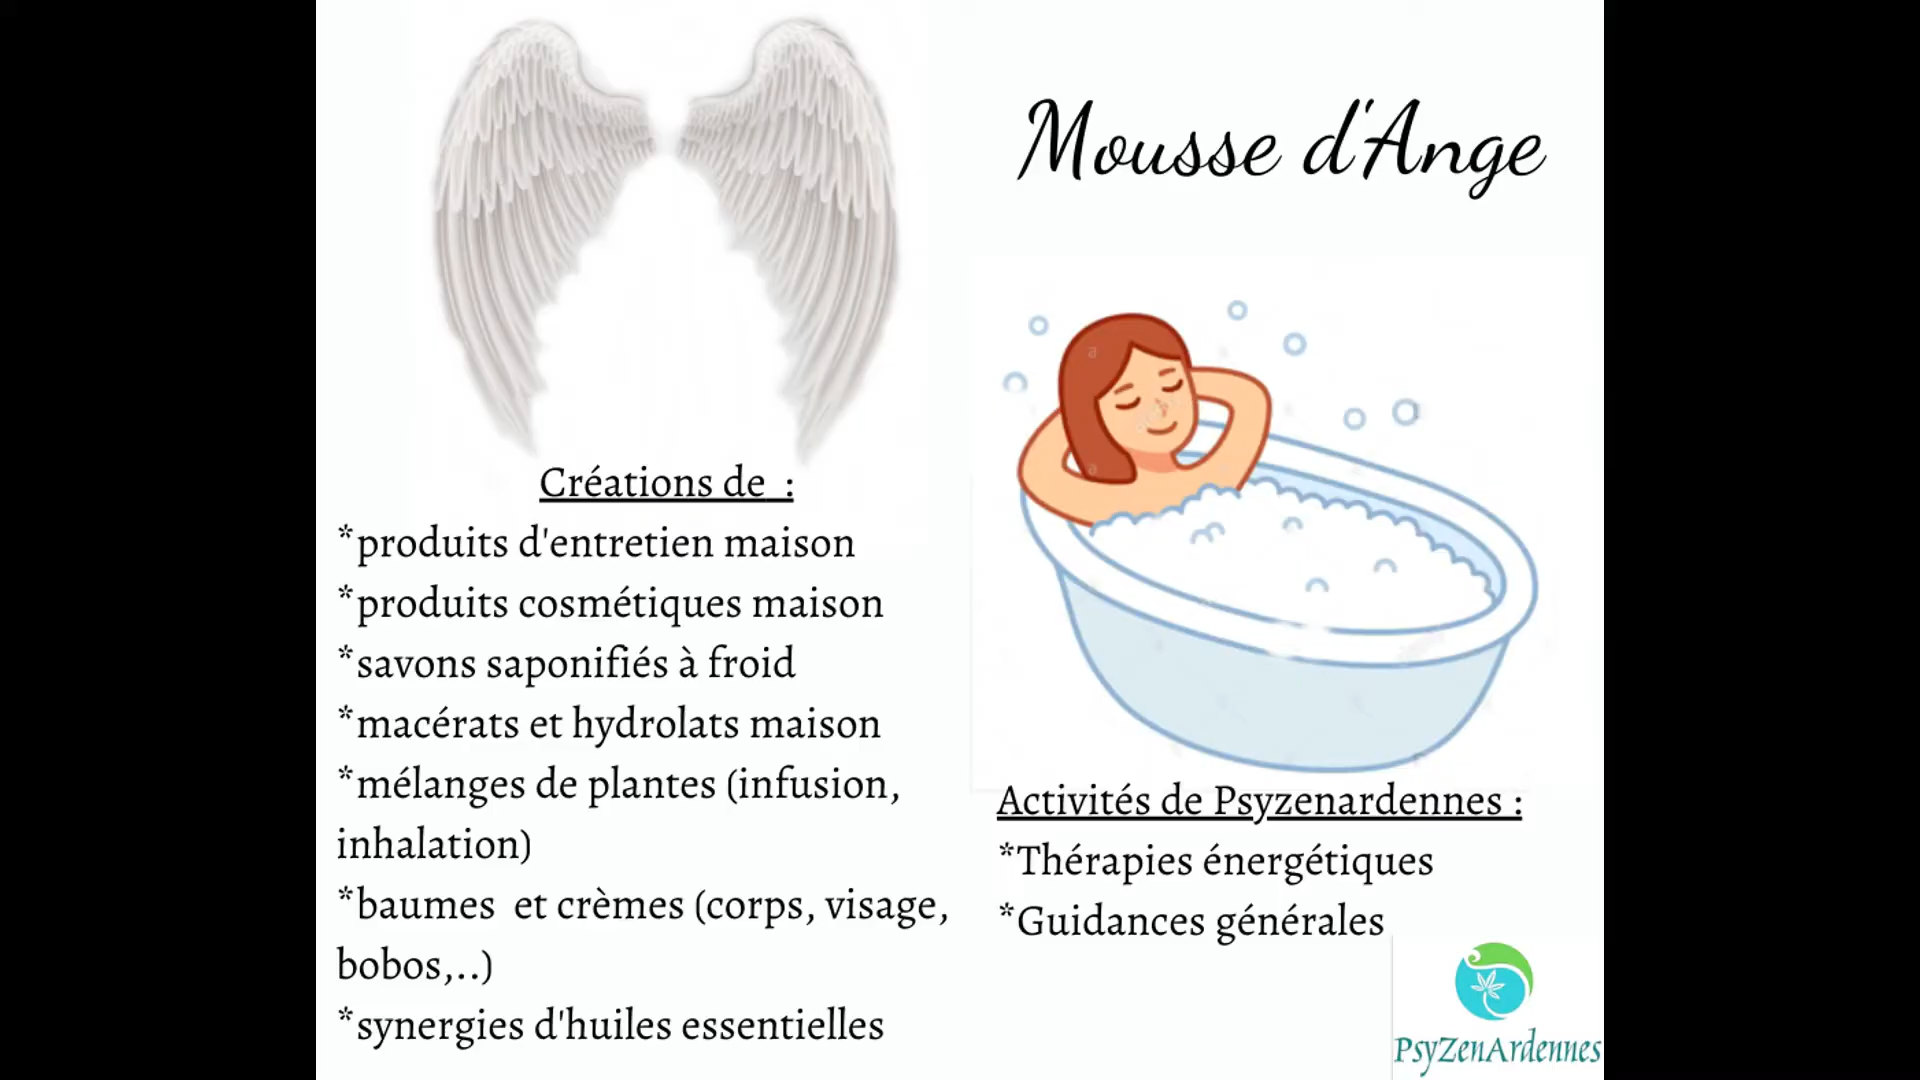 Mousse d'Ange
Créations de  :
*produits d'entretien maison
*produits cosmétiques maison
*savons saponifiés à froid
*macérats et hydrolats maison
*mélanges de plantes (infusion,
inhalation)
*baumes  et crèmes (corps, visage,
bobos,..)
*synergies d'huiles essentielles
Activités de Psyzenardennes :
*Thérapies énergétiques
*Guidances générales
PsyZenArdennes